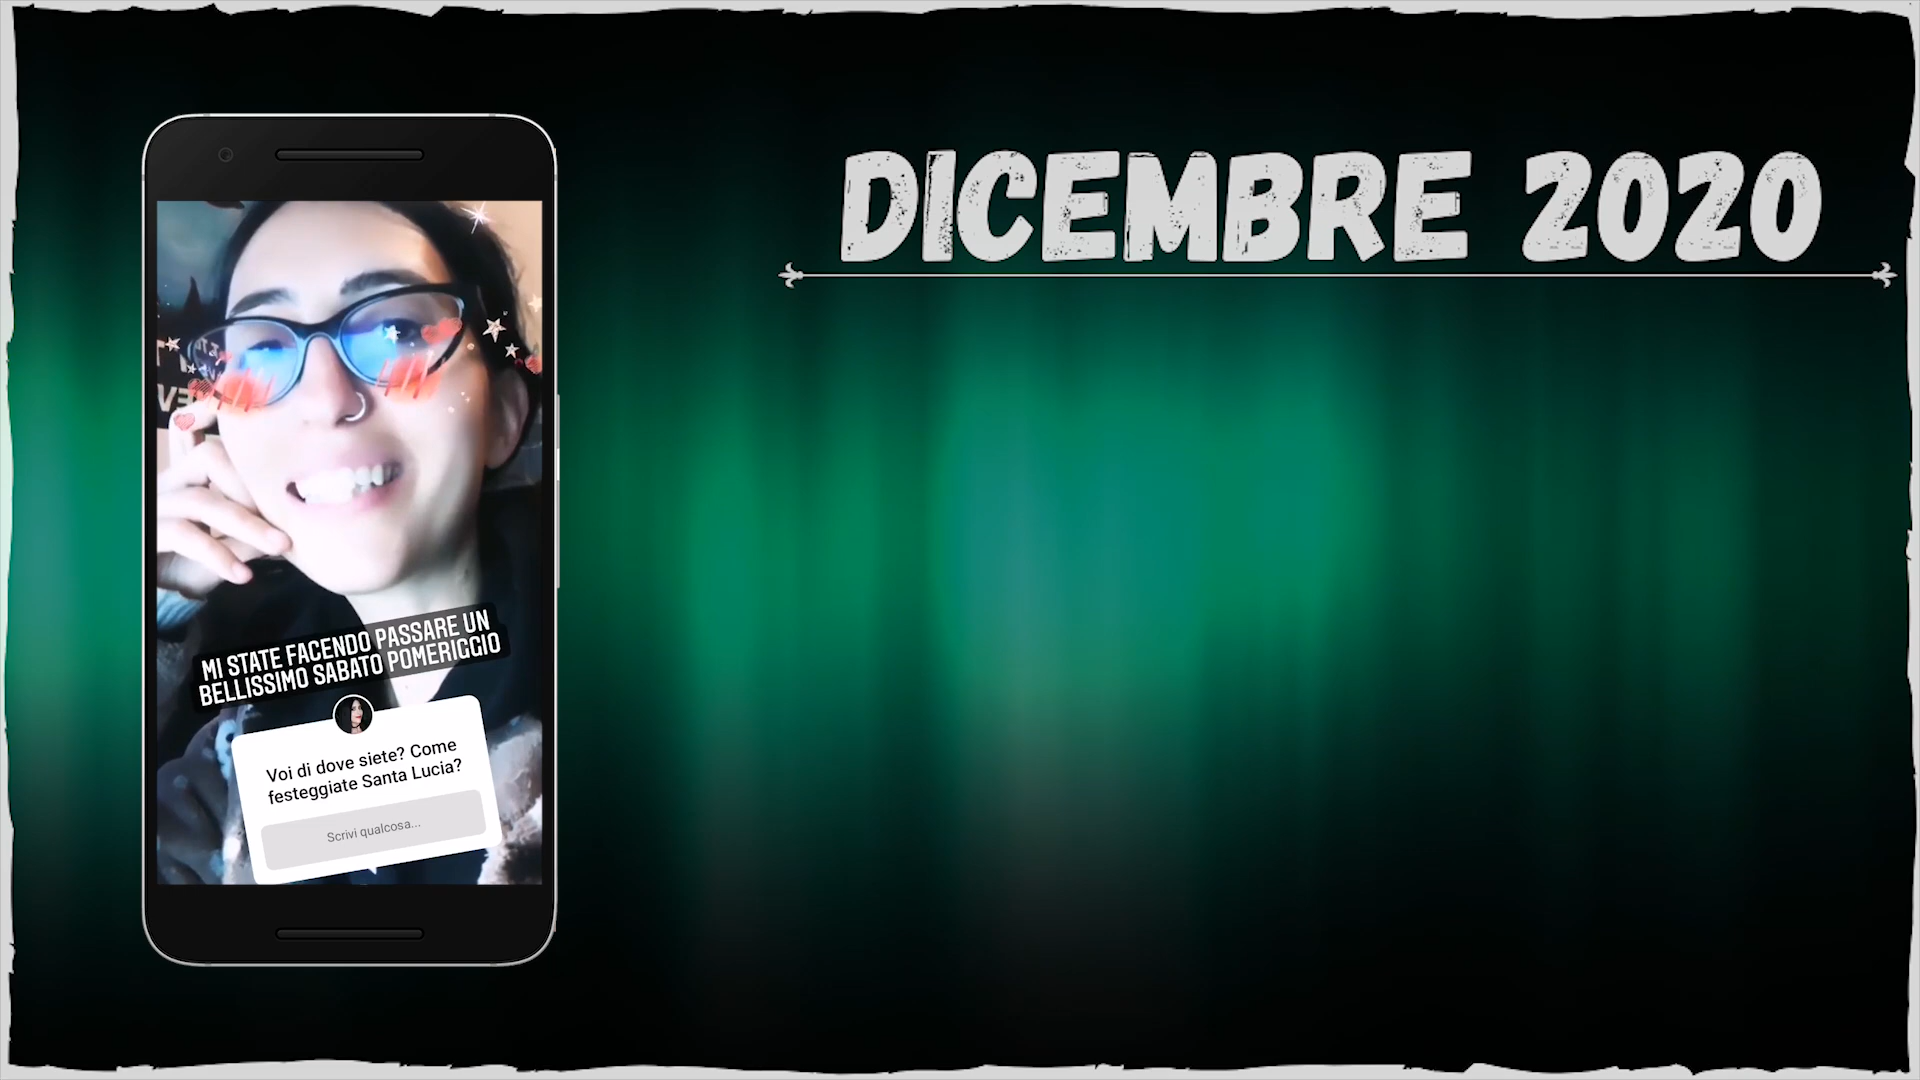 DICEMBRE 2020
MI STATE FACENDO PASSARE UN
BELLISSIMO SABATO POMERIGGIO
Voi di dove siete? Come
festeggiate Santa Lucia?
Scrivi qualcosa...